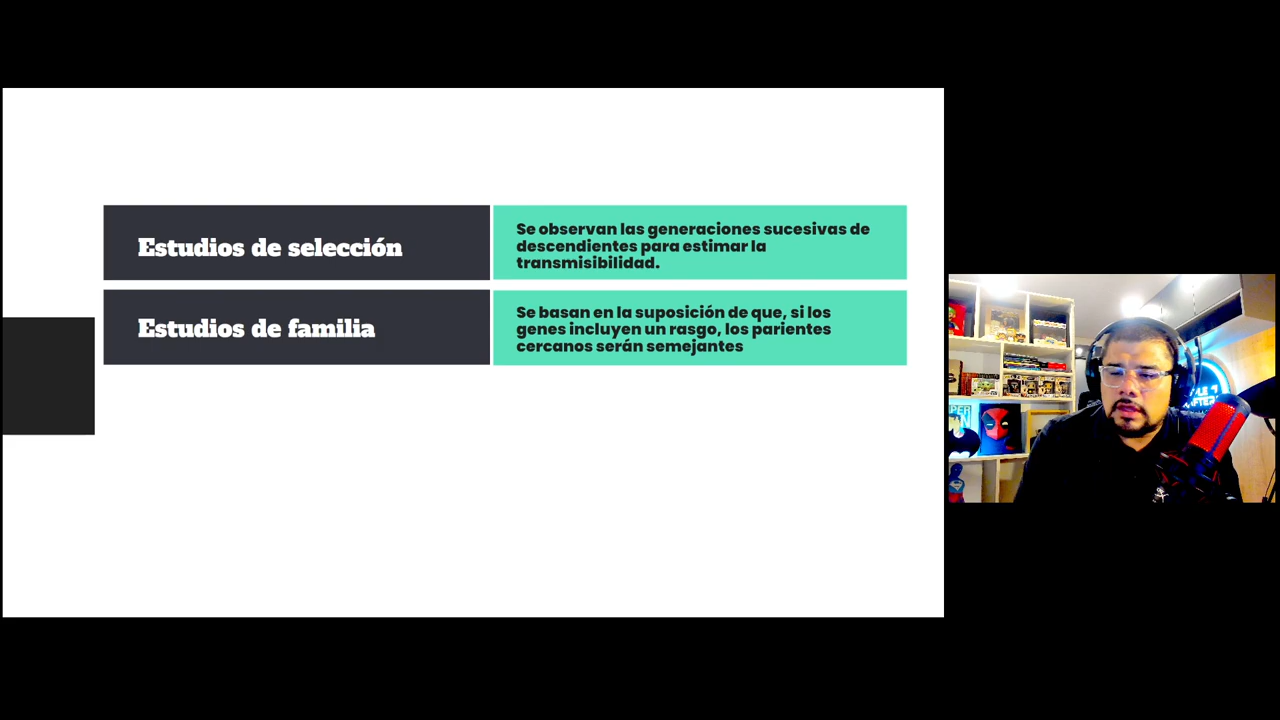 Estudios de selección
Se observan las generaciones sucesivas de
descendientes para estimar la
transmisibilidad.
Estudios de familia
Se basan en la suposición de que, si los
genes incluyen un rasgo, los parientes
cercanos serán semejantes